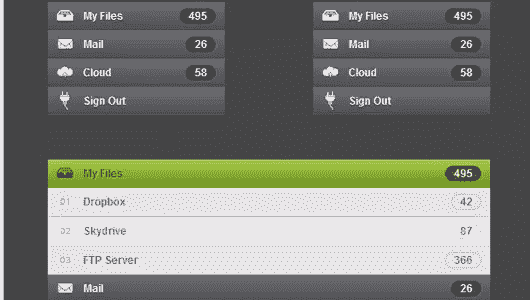 My Files 495
Mail 26
Cloud 58
Sign Out
My Files 495
Mail 26
Cloud 58
Sign Out
My Files 495
01 Dropbox 42
02 Skydrive 87
03 FTP Server 366
Mail 26